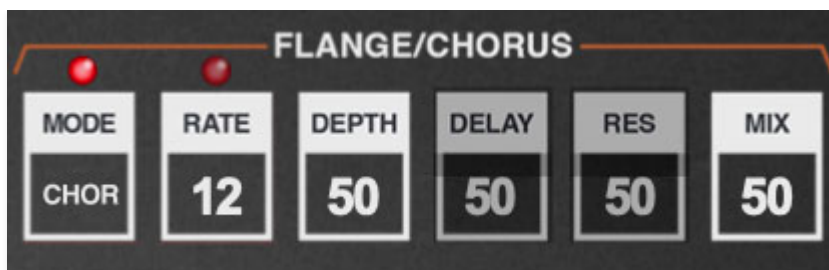 FLANGE/CHORUS
MODE RATE DEPTH DELAY RES MIX
CHOR 12 50 50 50 50